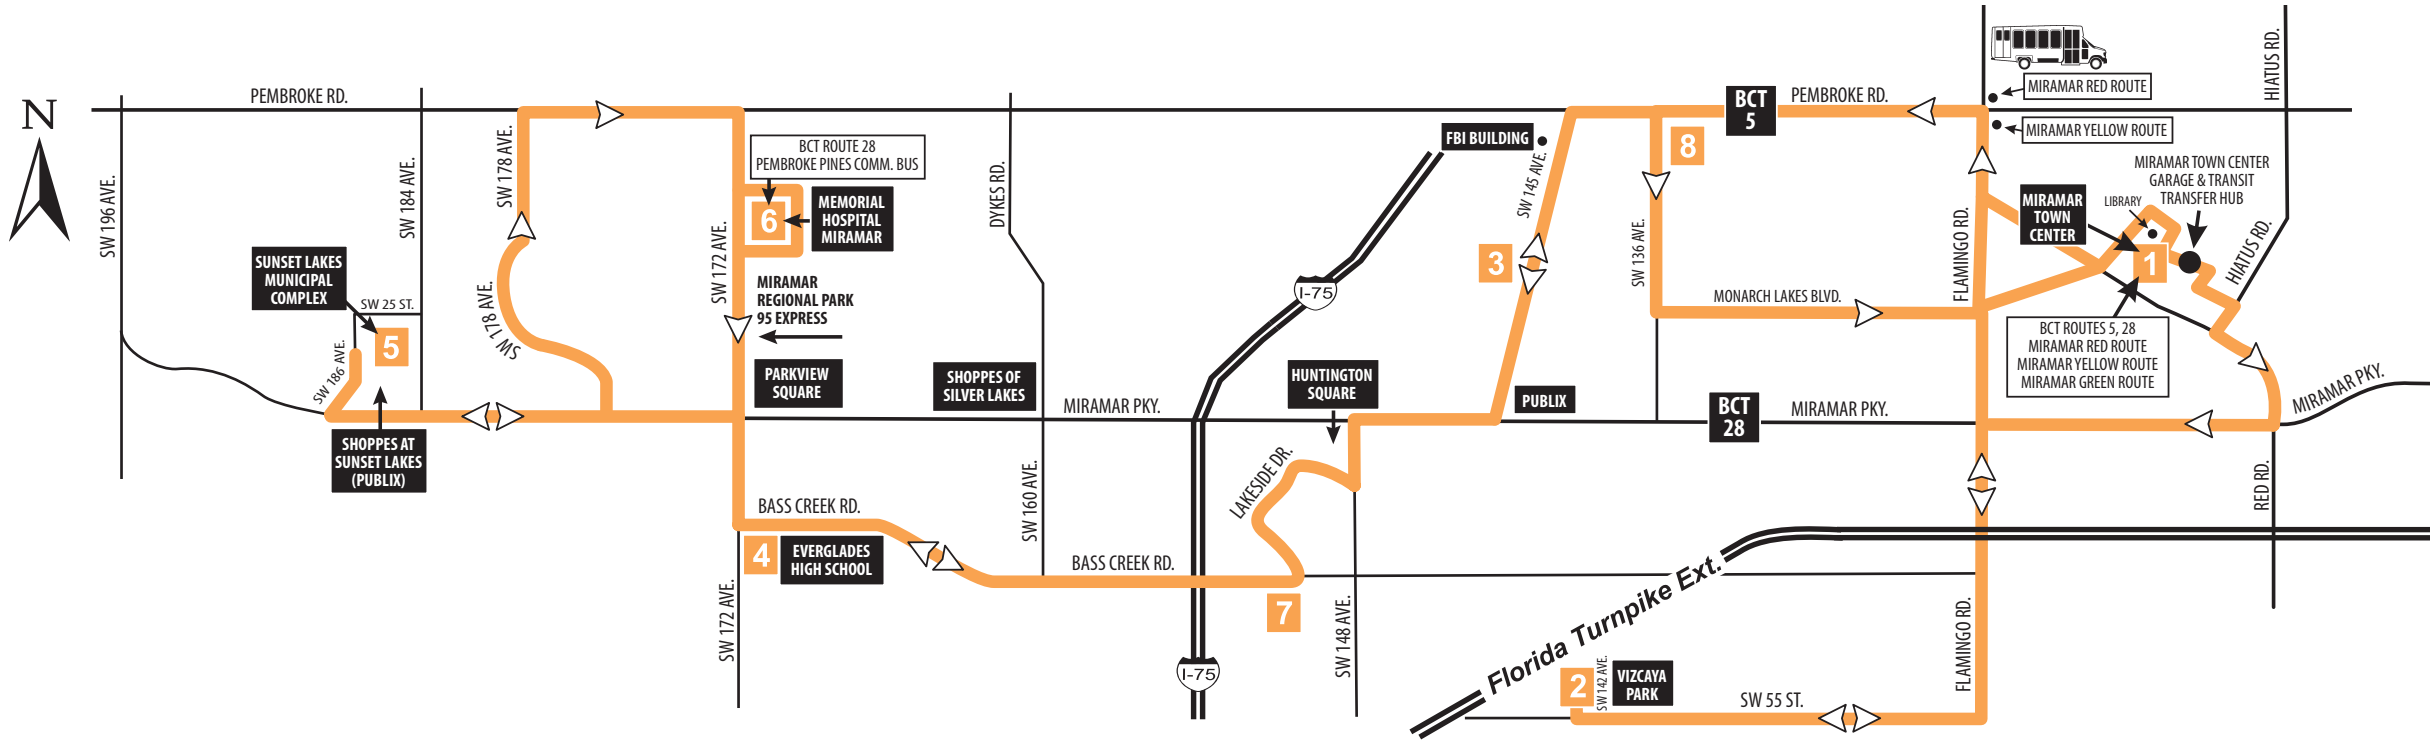 N
PEMBROKE RD.
SW 196 AVE.
SW 184 AVE.
SW 178 AVE.
SW 178 AVE.
SUNSET LAKES
MUNICIPAL
COMPLEX
SW 25 ST.
5
SW 186 AVE.
SHOPPES AT
SUNSET LAKES
(PUBLIX)
BCT ROUTE 28
PEMBROKE PINES COMM. BUS
6
MEMORIAL
HOSPITAL
MIRAMAR
SW 172 AVE.
MIRAMAR
REGIONAL PARK
95 EXPRESS
PARKVIEW
SQUARE
BASS CREEK RD.
4
EVERGLADES
HIGH SCHOOL
SW 172 AVE.
DYKES RD.
SHOPPES OF
SILVER LAKES
MIRAMAR PKY.
SW 160 AVE.
BASS CREEK RD.
I-75
I-75
FBI BUILDING
SW 145 AVE.
3
HUNTINGTON
SQUARE
LAKESIDE DR.
7
SW 148 AVE.
PUBLIX
BCT
5
PEMBROKE RD.
8
SW 136 AVE.
MONARCH LAKES BLVD.
BCT
28
MIRAMAR PKY.
Florida Turnpike Ext.
2
SW 142 AVE.
VIZCAYA
PARK
SW 55 ST.
FLAMINGO RD.
FLAMINGO RD.
MIRAMAR RED ROUTE
MIRAMAR YELLOW ROUTE
HIATUS RD.
MIRAMAR TOWN CENTER
GARAGE & TRANSIT
TRANSFER HUB
LIBRARY
MIRAMAR
TOWN
CENTER
1
HIATUS RD.
BCT ROUTES 5, 28
MIRAMAR RED ROUTE
MIRAMAR YELLOW ROUTE
MIRAMAR GREEN ROUTE
MIRAMAR PKY.
RED RD.